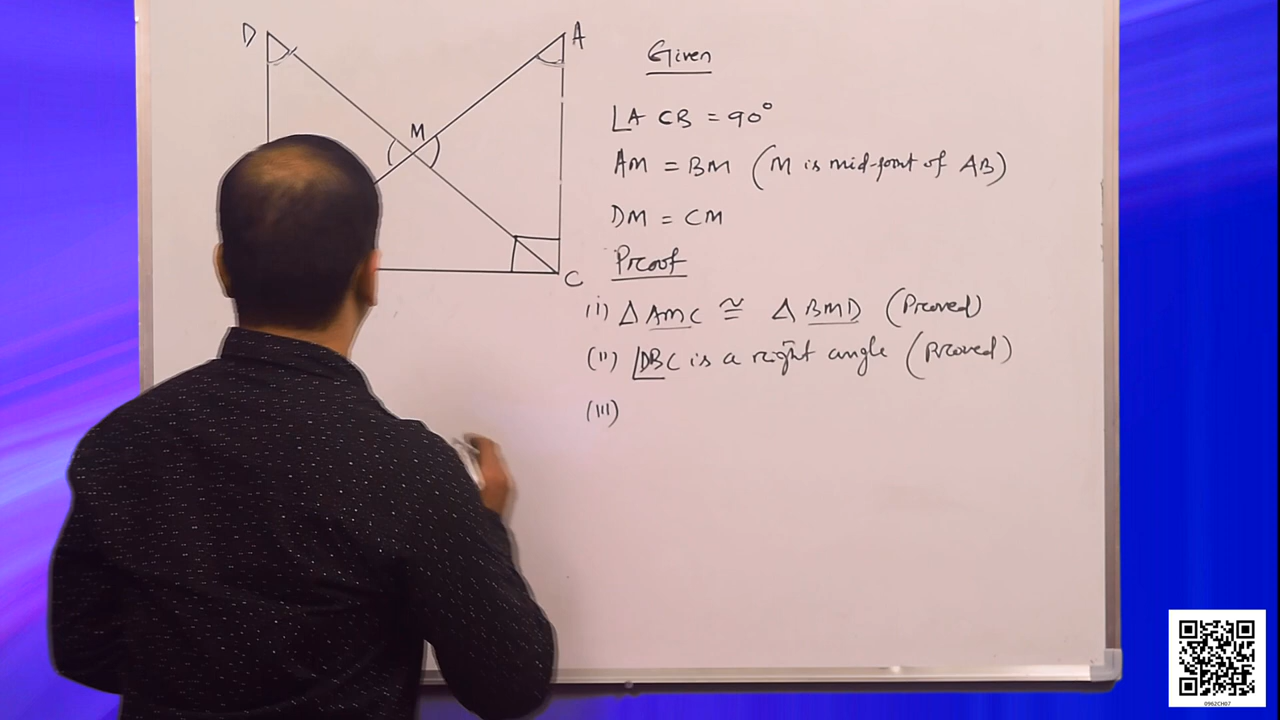 D
A
M
C
Given
∠ACB = 90°
AM = BM (M is mid-point of AB)
DM = CM
Proof
(i) △ AMC ≅ △ BMD (Proved)
(ii) ∠DBC is a right angle (proved)
(iii)
0962CH07